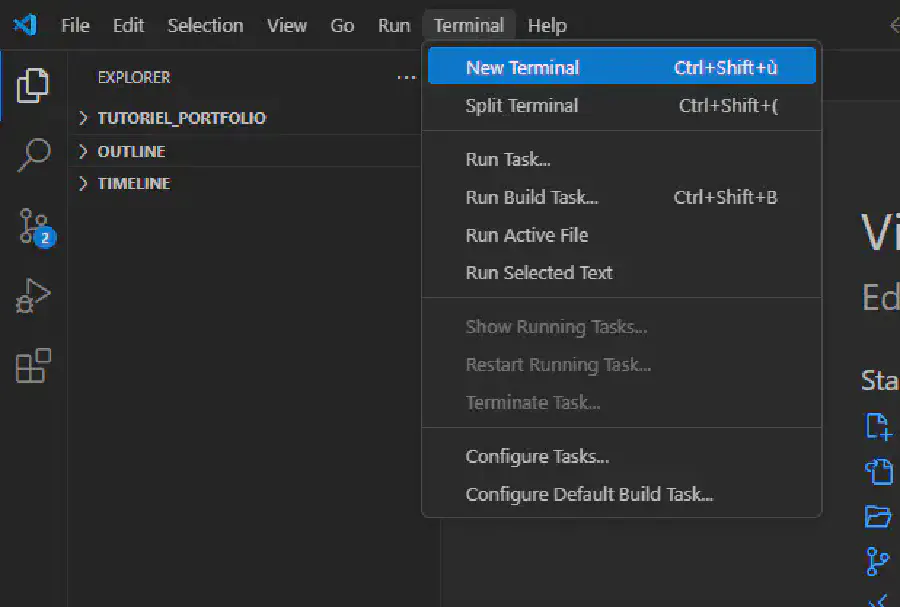 File Edit Selection View Go Run Terminal Help
EXPLORER
TUTORIEL_PORTFOLIO
OUTLINE
TIMELINE
2
New Terminal Ctrl+Shift+ù
Split Terminal Ctrl+Shift+(
Run Task...
Run Build Task... Ctrl+Shift+B
Run Active File
Run Selected Text
Show Running Tasks...
Restart Running Task...
Terminate Task...
Configure Tasks...
Configure Default Build Task...
Vi
Ed
Sta